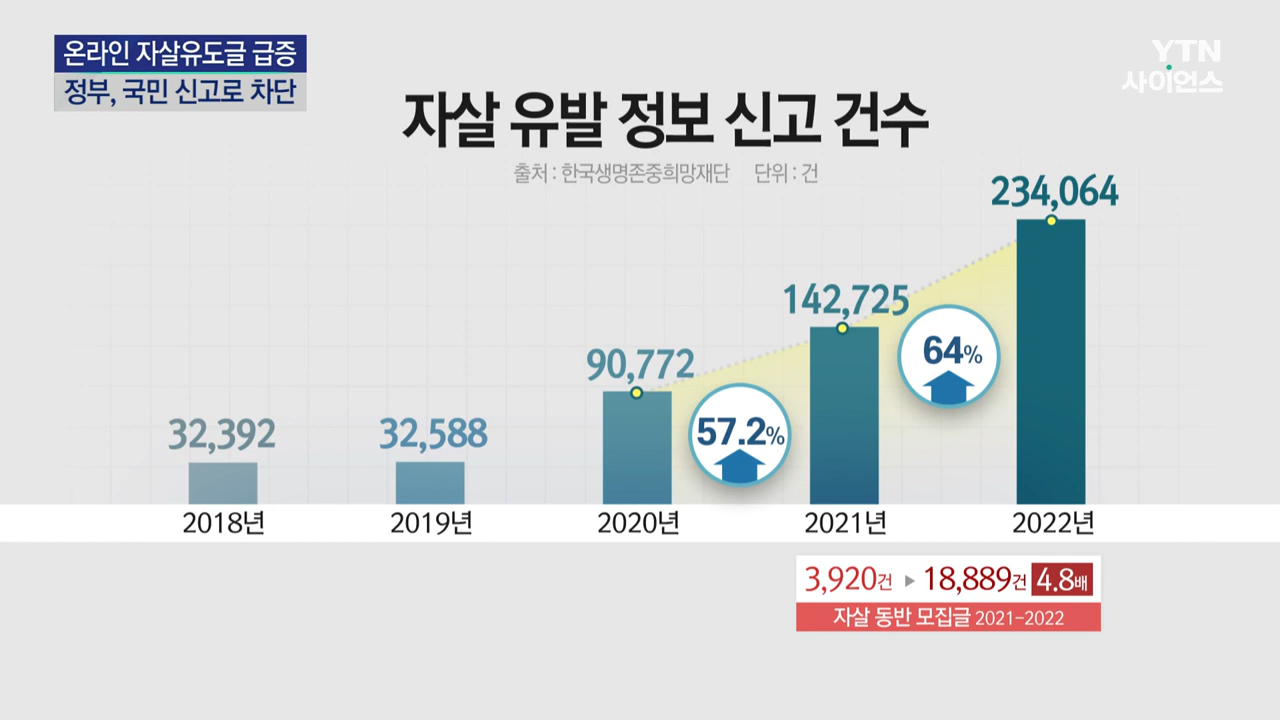 온라인 자살유도글 급증
정부, 국민 신고로 차단
YTN
사이언스
자살 유발 정보 신고 건수
출처 : 한국생명존중희망재단 단위 : 건
32,392
32,588
90,772
142,725
234,064
57.2%
64%
2018년
2019년
2020년
2021년
2022년
3,920건 ▶ 18,889건 4.8배
자살 동반 모집글 2021-2022